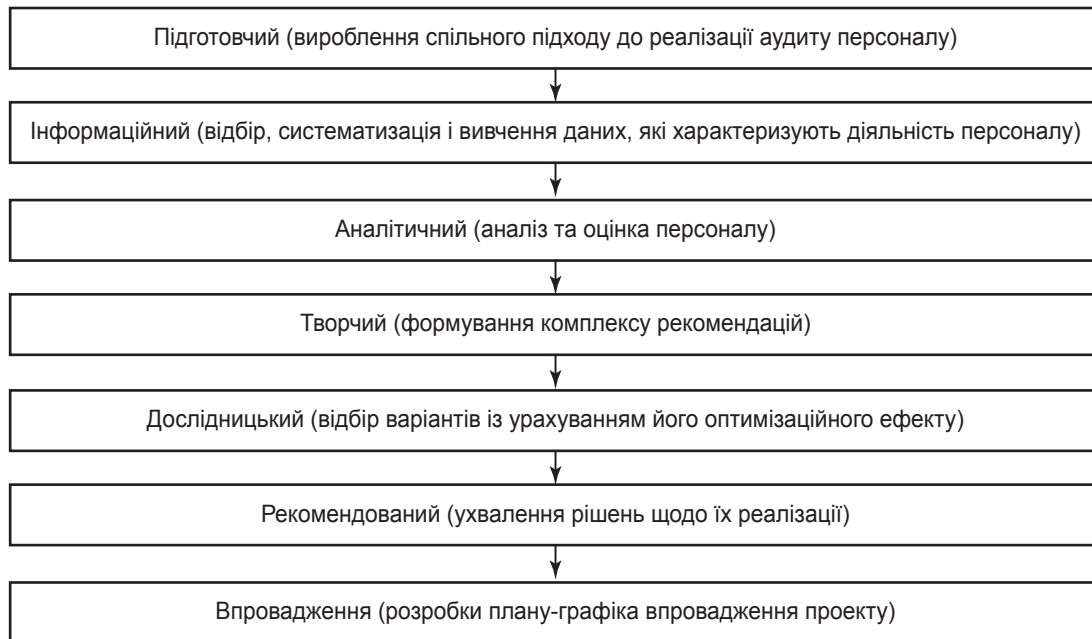 Підготовчий (вироблення спільного підходу до реалізації аудиту персоналу)
Інформаційний (відбір, систематизація і вивчення даних, які характеризують діяльність персоналу)
Аналітичний (аналіз та оцінка персоналу)
Творчий (формування комплексу рекомендацій)
Дослідницький (відбір варіантів із урахуванням його оптимізаційного ефекту)
Рекомендований (ухвалення рішень щодо їх реалізації)
Впровадження (розробки плану-графіка впровадження проекту)